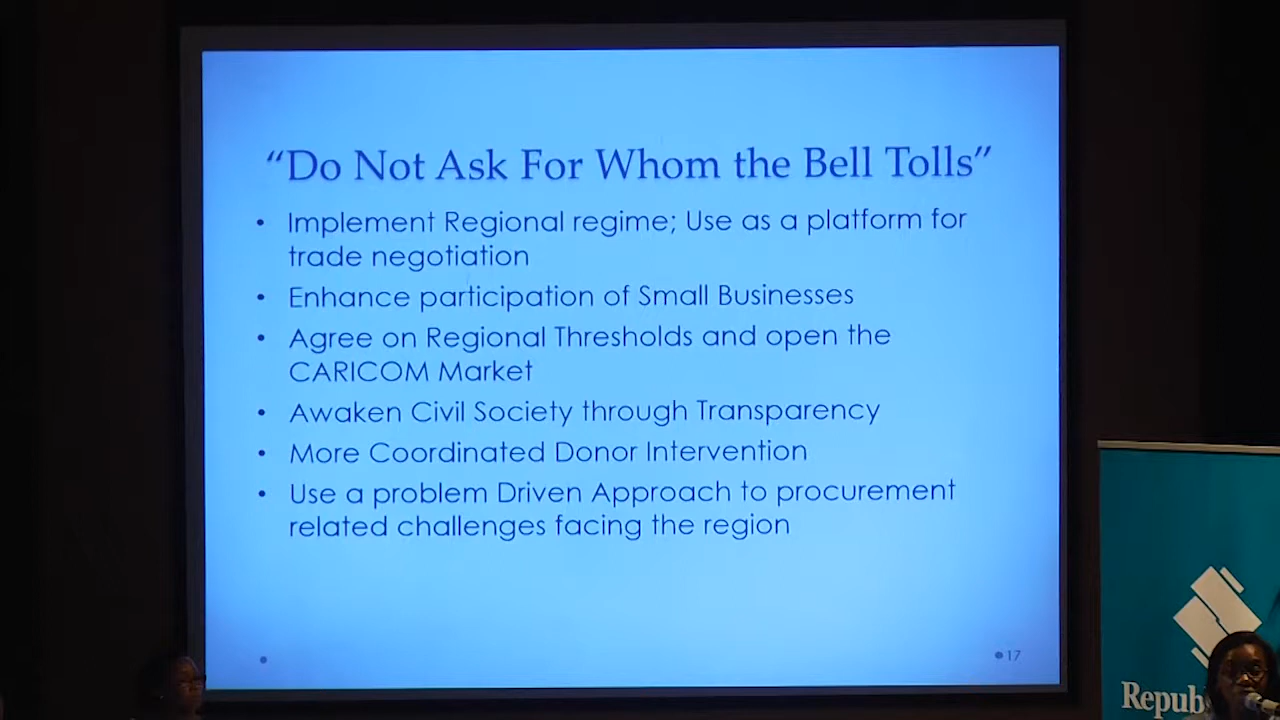 “Do Not Ask For Whom the Bell Tolls”
• Implement Regional regime; Use as a platform for
trade negotiation
• Enhance participation of Small Businesses
• Agree on Regional Thresholds and open the
CARICOM Market
• Awaken Civil Society through Transparency
• More Coordinated Donor Intervention
• Use a problem Driven Approach to procurement
related challenges facing the region
17
Repub